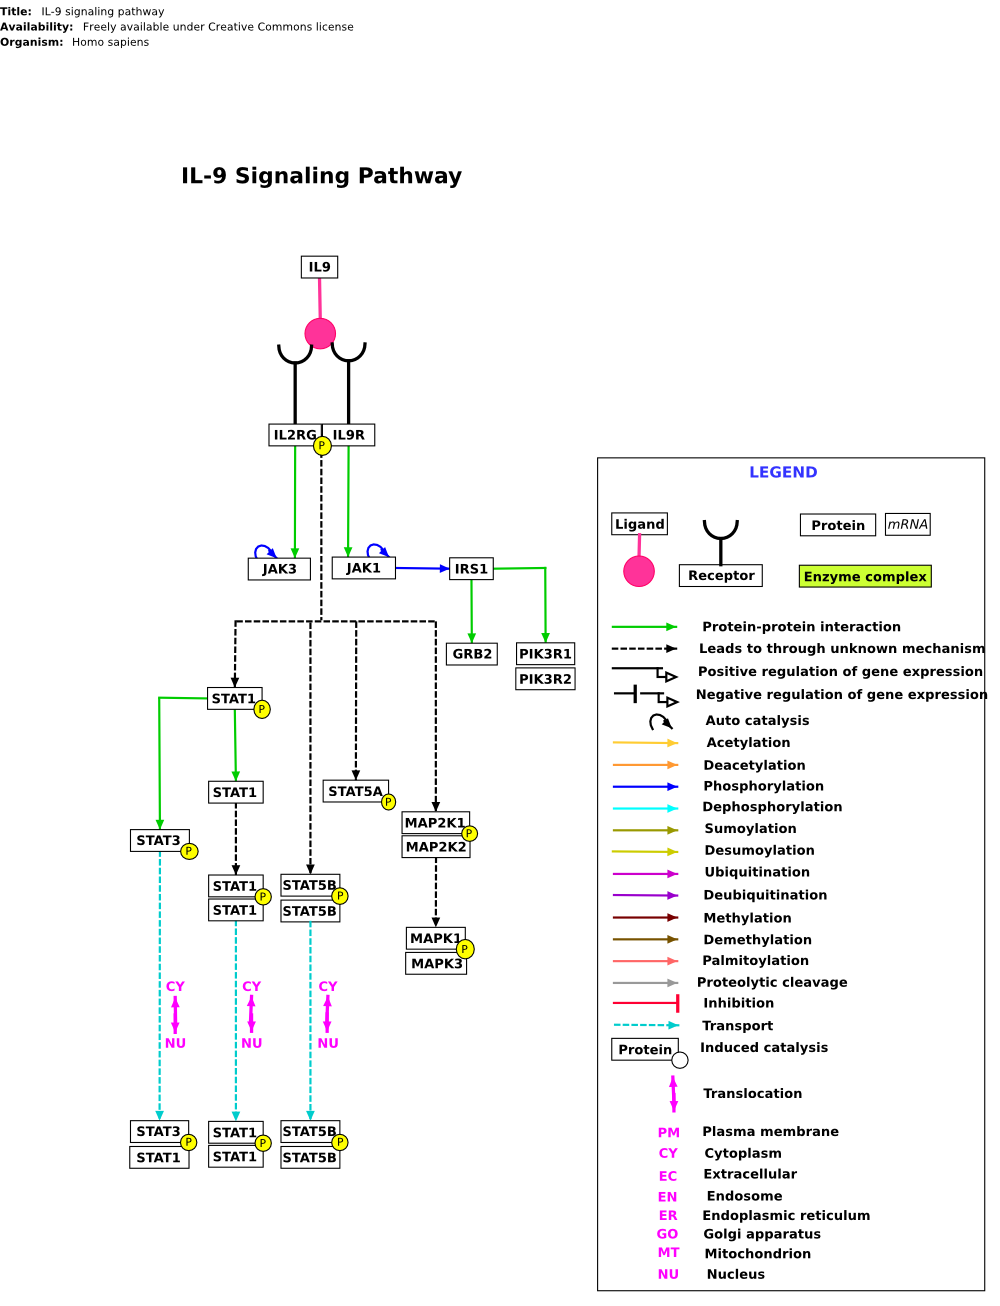 Title: IL-9 signaling pathway
Availability: Freely available under Creative Commons license
Organism: Homo sapiens
IL-9 Signaling Pathway
IL9
IL2RG
P
IL9R
JAK3
JAK1
IRS1
GRB2
PIK3R1
PIK3R2
STAT1
P
STAT1
STAT5A
P
MAP2K1
P
MAP2K2
STAT3
P
STAT1
P
STAT1
STAT5B
P
STAT5B
MAPK1
P
MAPK3
CY
NU
CY
NU
CY
NU
STAT3
P
STAT1
STAT1
P
STAT1
STAT5B
P
STAT5B
LEGEND
Ligand
Receptor
Protein
mRNA
Enzyme complex
Protein-protein interaction
Leads to through unknown mechanism
Positive regulation of gene expression
Negative regulation of gene expression
Auto catalysis
Acetylation
Deacetylation
Phosphorylation
Dephosphorylation
Sumoylation
Desumoylation
Ubiquitination
Deubiquitination
Methylation
Demethylation
Palmitoylation
Proteolytic cleavage
Inhibition
Transport
Protein
Induced catalysis
Translocation
PM Plasma membrane
CY Cytoplasm
EC Extracellular
EN Endosome
ER Endoplasmic reticulum
GO Golgi apparatus
MT Mitochondrion
NU Nucleus